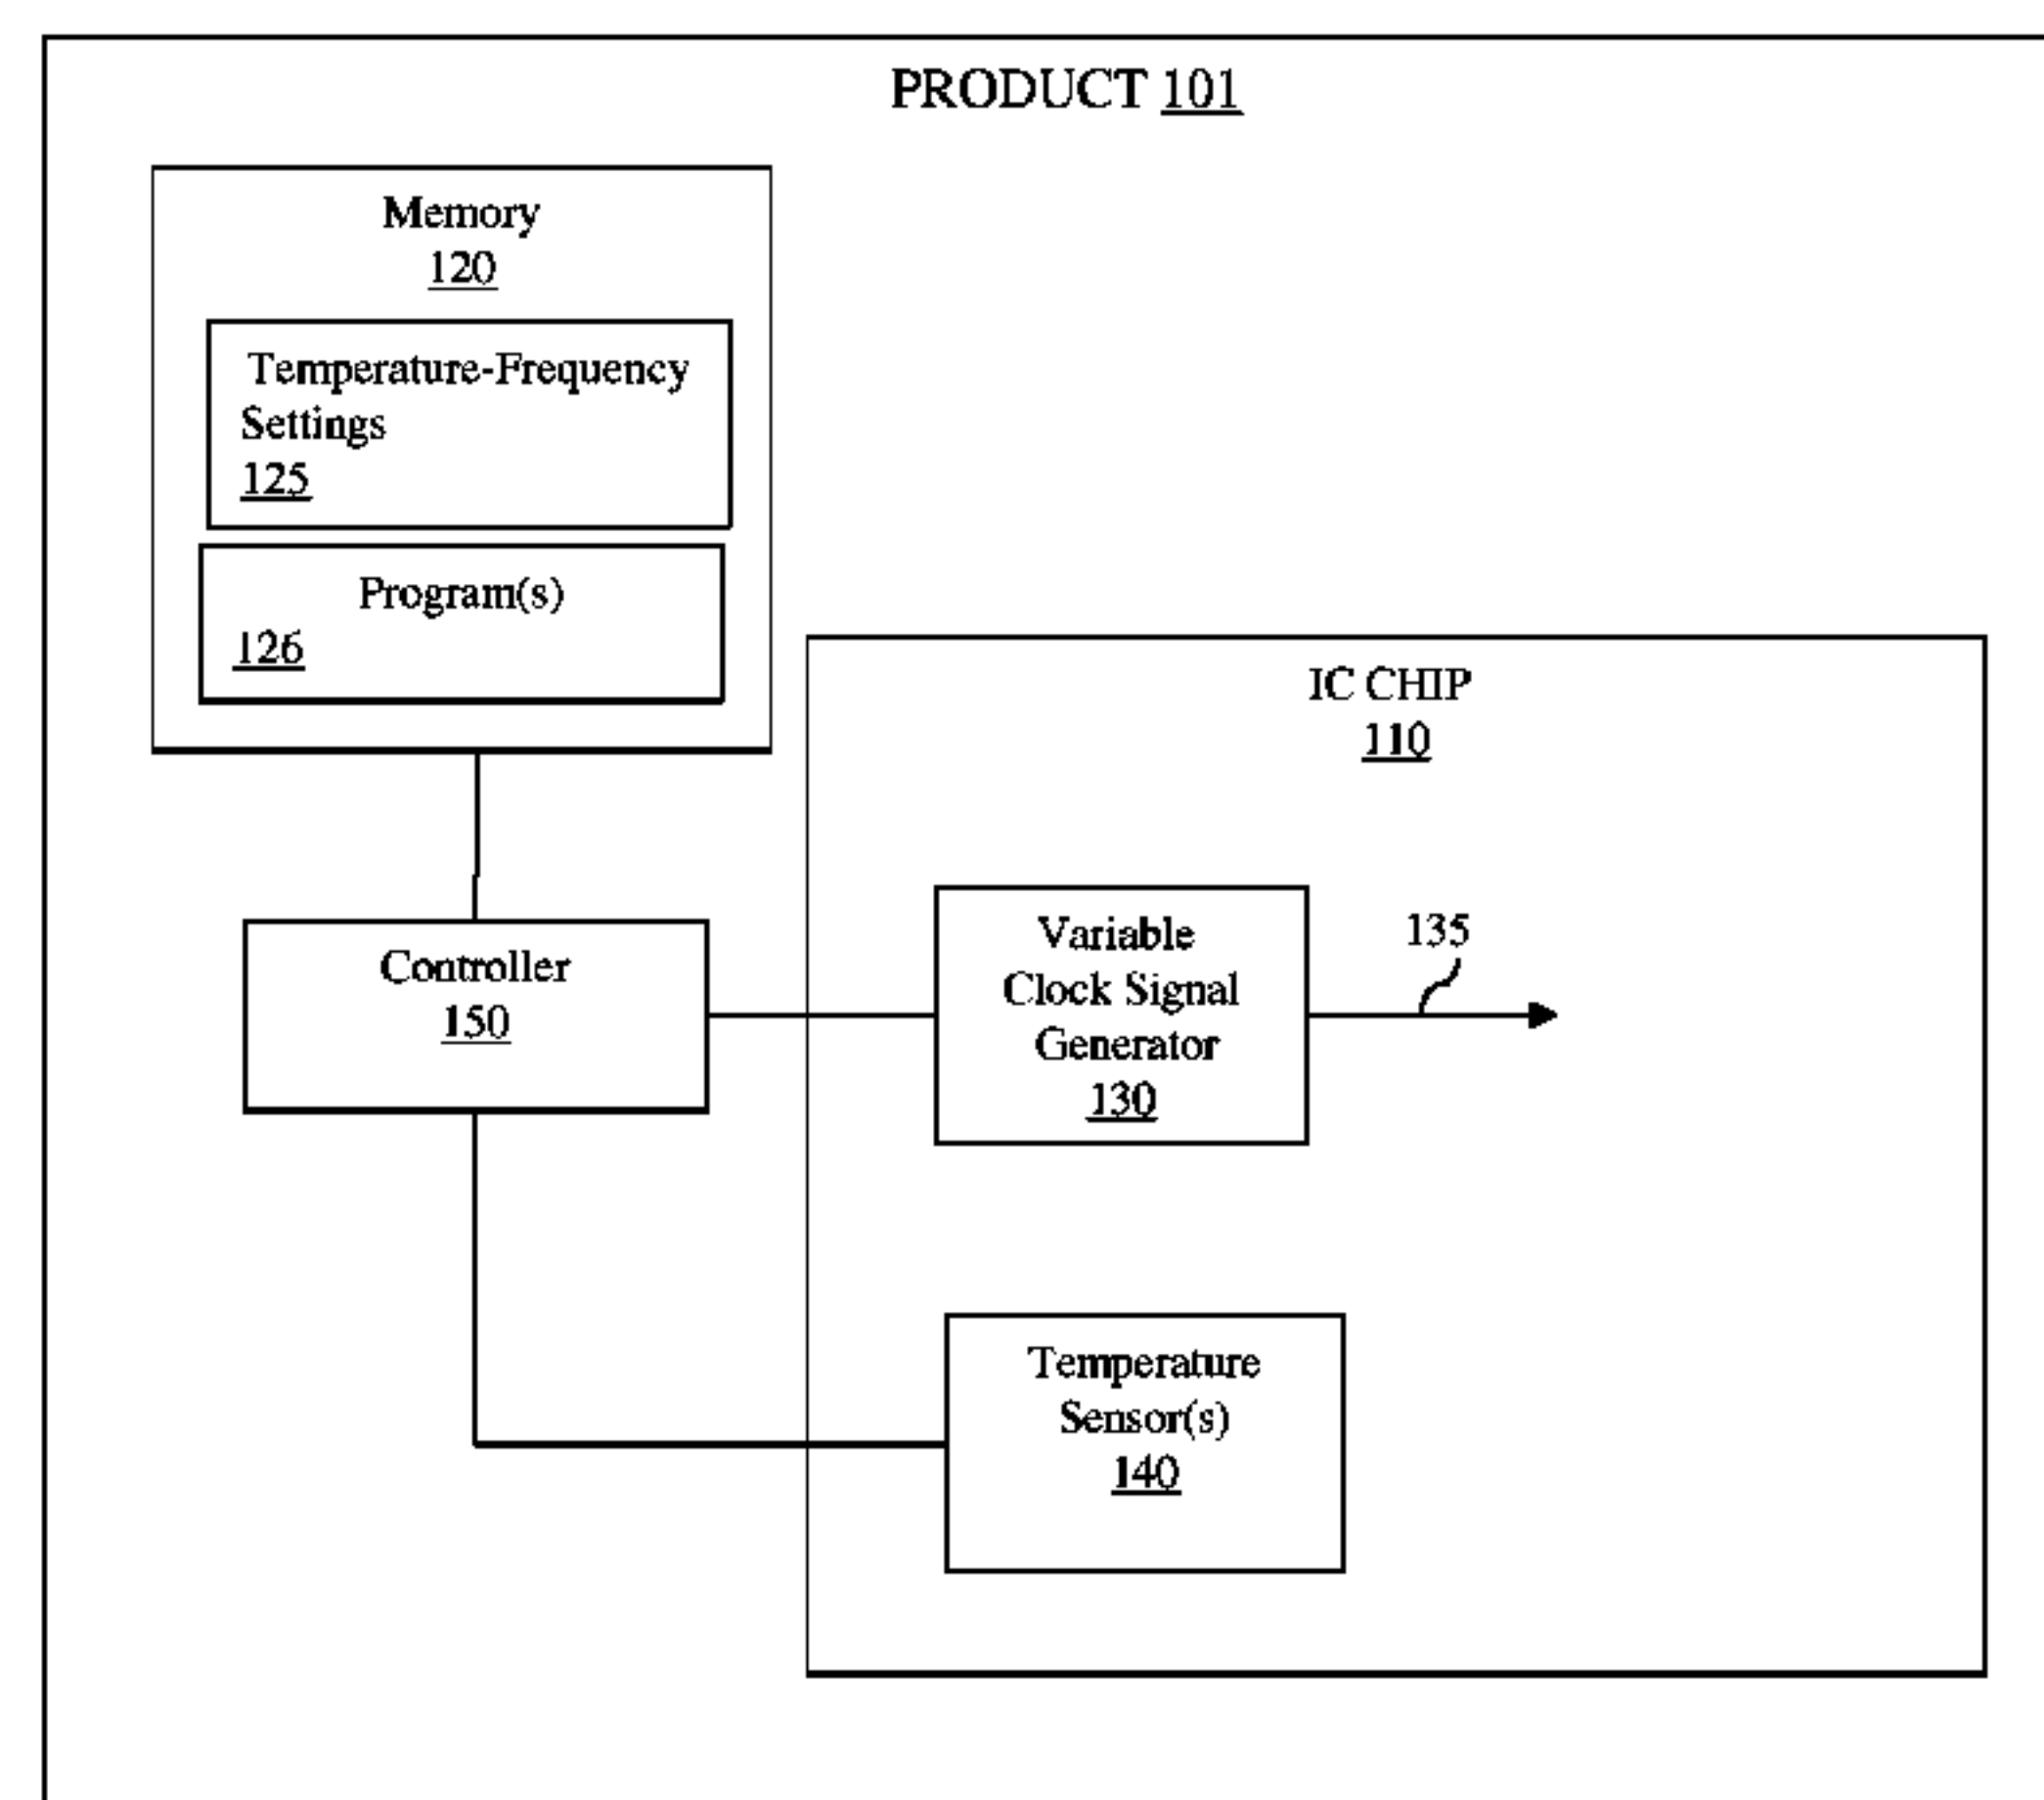 PRODUCT 101
Memory
120
Temperature-Frequency
Settings
125
Program(s)
126
IC CHIP
110
Controller
150
Variable
Clock Signal
Generator
130
135
Temperature
Sensor(s)
140